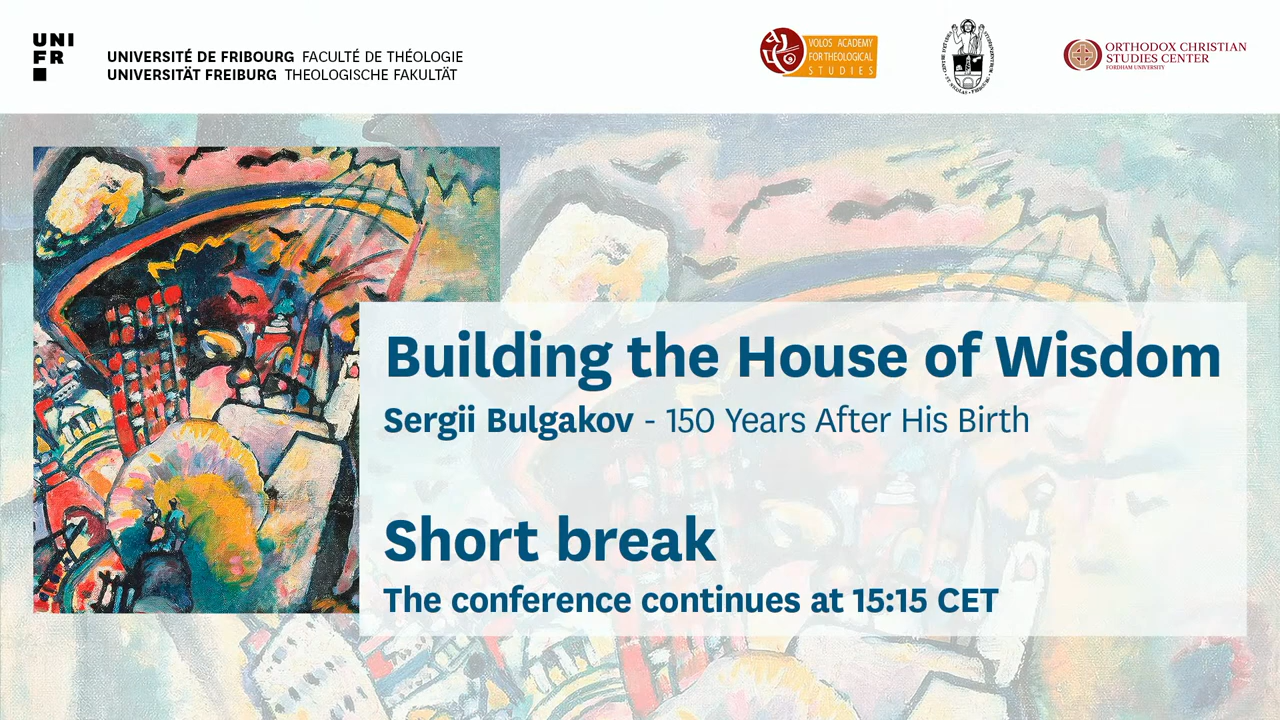 UNI
FR
UNIVERSITÉ DE FRIBOURG FACULTÉ DE THÉOLOGIE
UNIVERSITÄT FREIBURG THEOLOGISCHE FAKULTÄT
VOLOS ACADEMY
FOR THEOLOGICAL
STUDIES
ORTHODOX CHRISTIAN
STUDIES CENTER
FORDHAM UNIVERSITY
Building the House of Wisdom
Sergii Bulgakov - 150 Years After His Birth
Short break
The conference continues at 15:15 CET